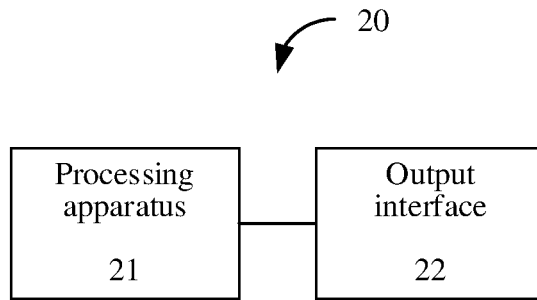 20
Processing
apparatus
21
Output
interface
22